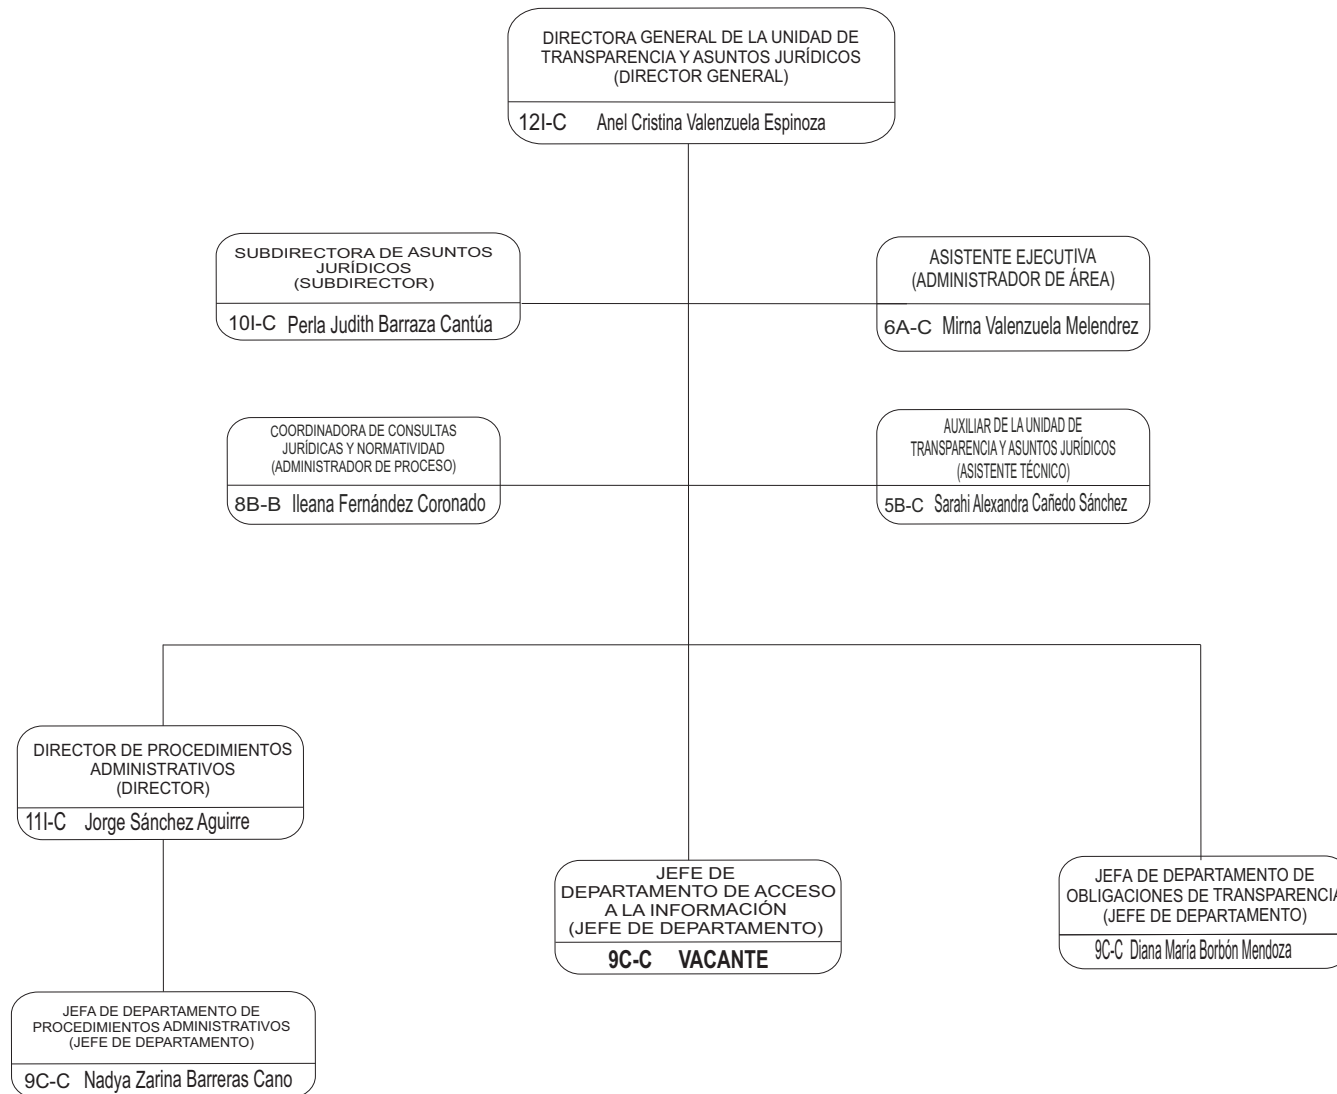 DIRECTORA GENERAL DE LA UNIDAD DE
TRANSPARENCIA Y ASUNTOS JURÍDICOS
(DIRECTOR GENERAL)
12I-C Anel Cristina Valenzuela Espinoza
SUBDIRECTORA DE ASUNTOS
JURÍDICOS
(SUBDIRECTOR)
10I-C Perla Judith Barraza Cantúa
ASISTENTE EJECUTIVA
(ADMINISTRADOR DE ÁREA)
6A-C Mirna Valenzuela Melendrez
COORDINADORA DE CONSULTAS
JURÍDICAS Y NORMATIVIDAD
(ADMINISTRADOR DE PROCESO)
8B-B Ileana Fernández Coronado
AUXILIAR DE LA UNIDAD DE
TRANSPARENCIA Y ASUNTOS JURÍDICOS
(ASISTENTE TÉCNICO)
5B-C Sarahi Alexandra Cañedo Sánchez
DIRECTOR DE PROCEDIMIENTOS
ADMINISTRATIVOS
(DIRECTOR)
11I-C Jorge Sánchez Aguirre
JEFE DE
DEPARTAMENTO DE ACCESO
A LA INFORMACIÓN
(JEFE DE DEPARTAMENTO)
9C-C VACANTE
JEFA DE DEPARTAMENTO DE
OBLIGACIONES DE TRANSPARENCIA
(JEFE DE DEPARTAMENTO)
9C-C Diana María Borbón Mendoza
JEFA DE DEPARTAMENTO DE
PROCEDIMIENTOS ADMINISTRATIVOS
(JEFE DE DEPARTAMENTO)
9C-C Nadya Zarina Barreras Cano